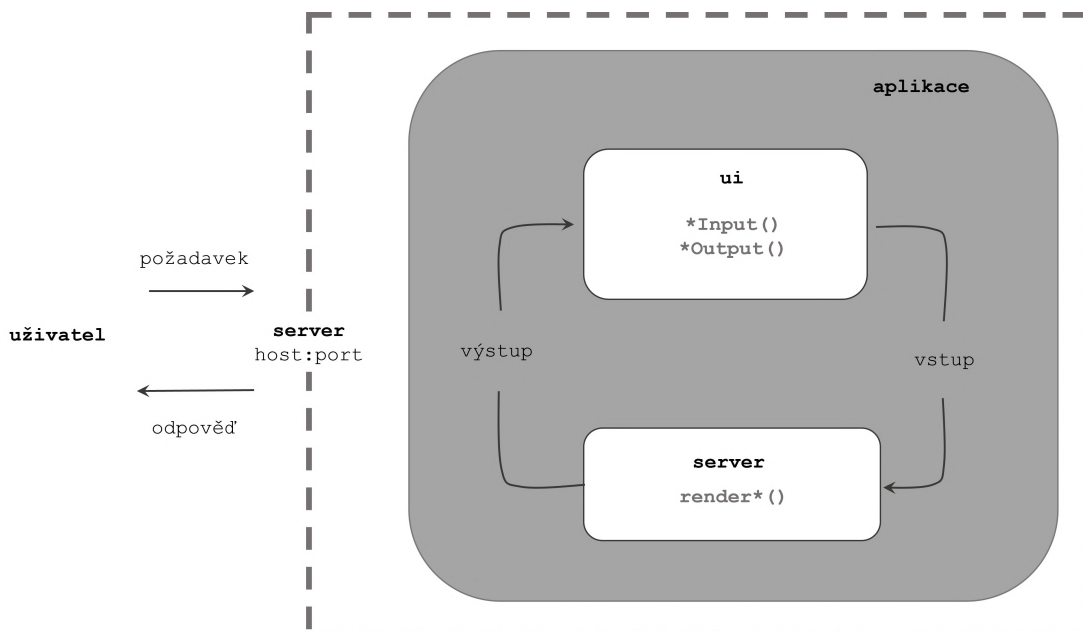 aplikace
ui
*Input()
*Output()
požadavek
uživatel
server
host:port
výstup
vstup
odpověď
server
render*()